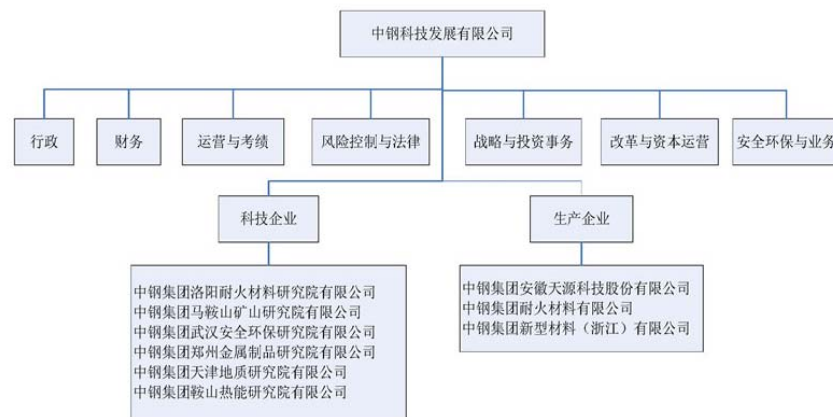 中钢科技发展有限公司
行政
财务
运营与考绩
风险控制与法律
战略与投资事务
改革与资本运营
安全环保与业务
科技企业
生产企业
中钢集团洛阳耐火材料研究院有限公司
中钢集团马鞍山矿山研究院有限公司
中钢集团武汉安全环保研究院有限公司
中钢集团郑州金属制品研究院有限公司
中钢集团天津地质研究院有限公司
中钢集团鞍山热能研究院有限公司
中钢集团安徽天源科技股份有限公司
中钢集团耐火材料有限公司
中钢集团新型材料（浙江）有限公司